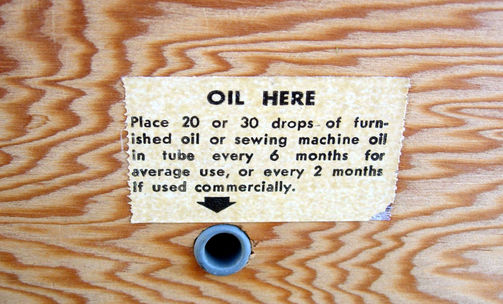 OIL HERE
Place 20 or 30 drops of furn-
ished oil or sewing machine oil
in tube every 6 months for
average use, or every 2 months
if used commercially.